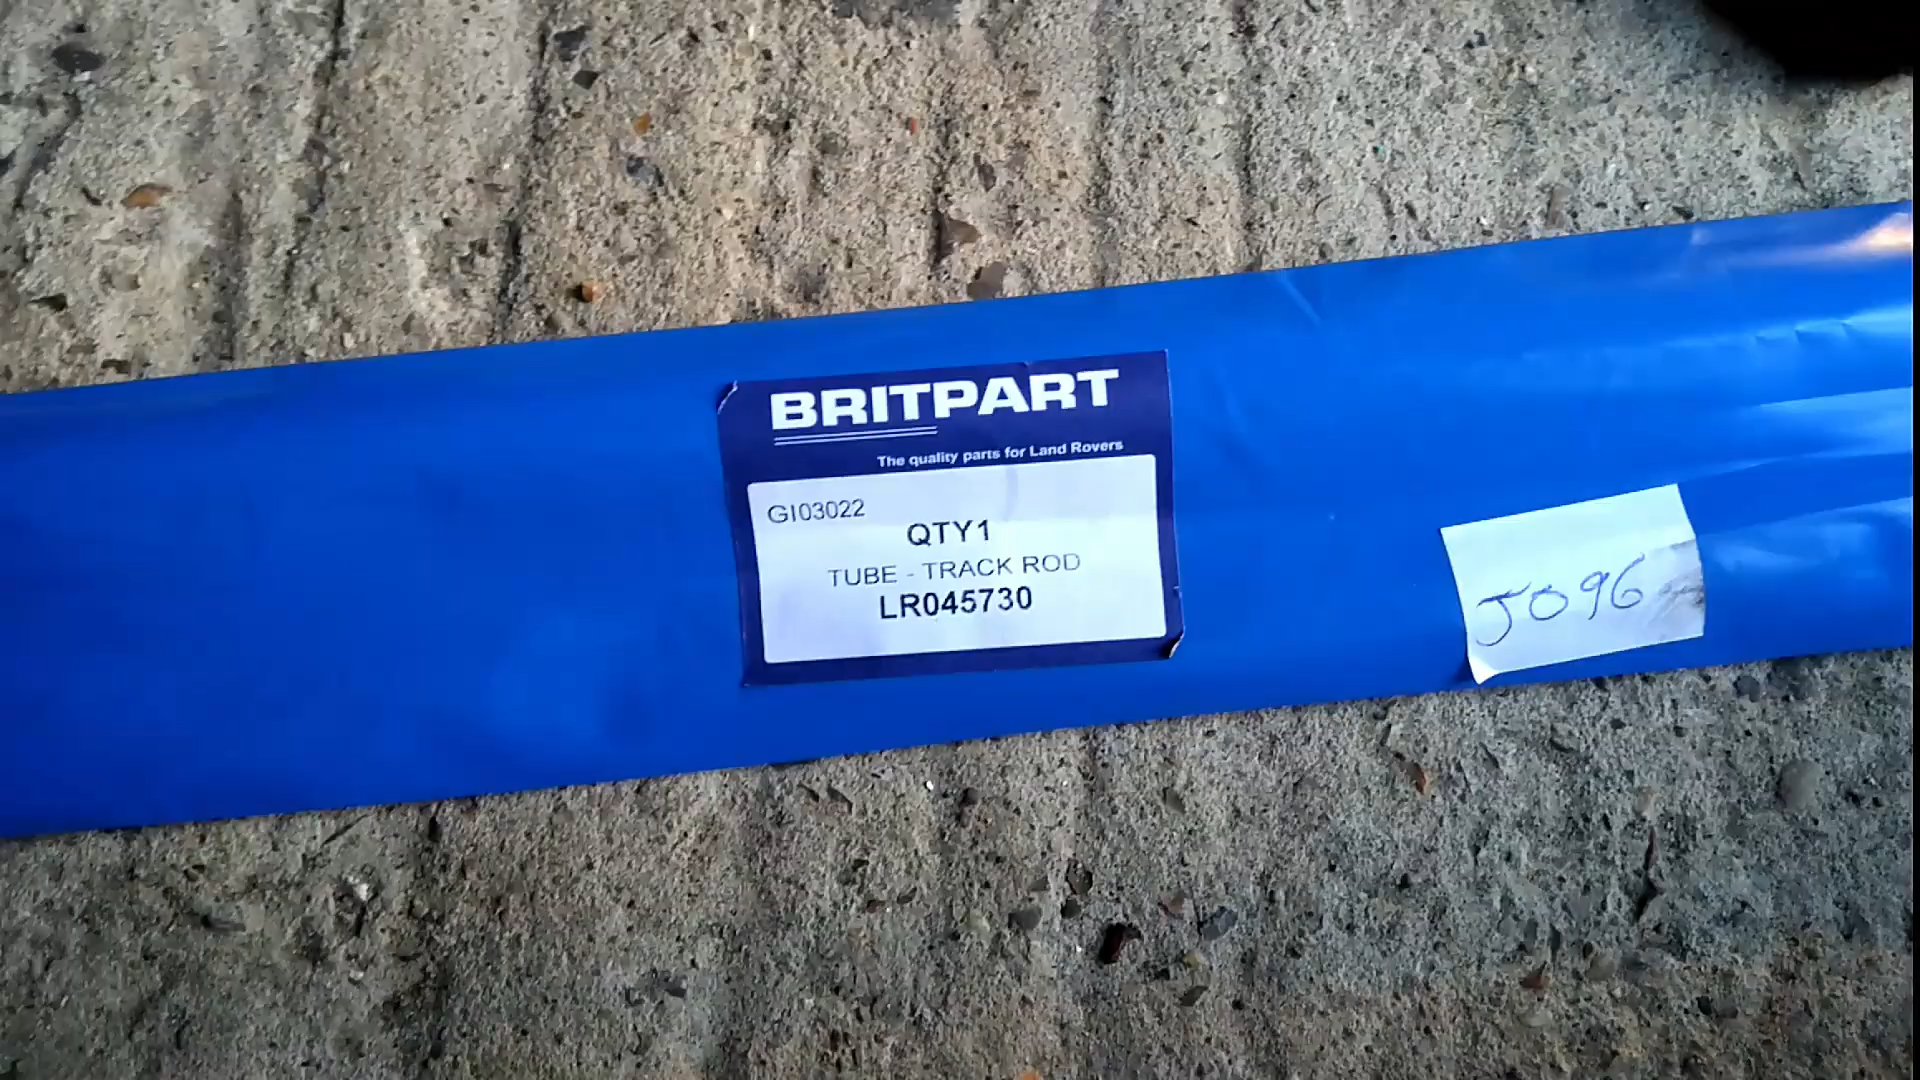 BRITPART
The quality parts for Land Rovers
GI03022
QTY1
TUBE - TRACK ROD
LR045730
J096